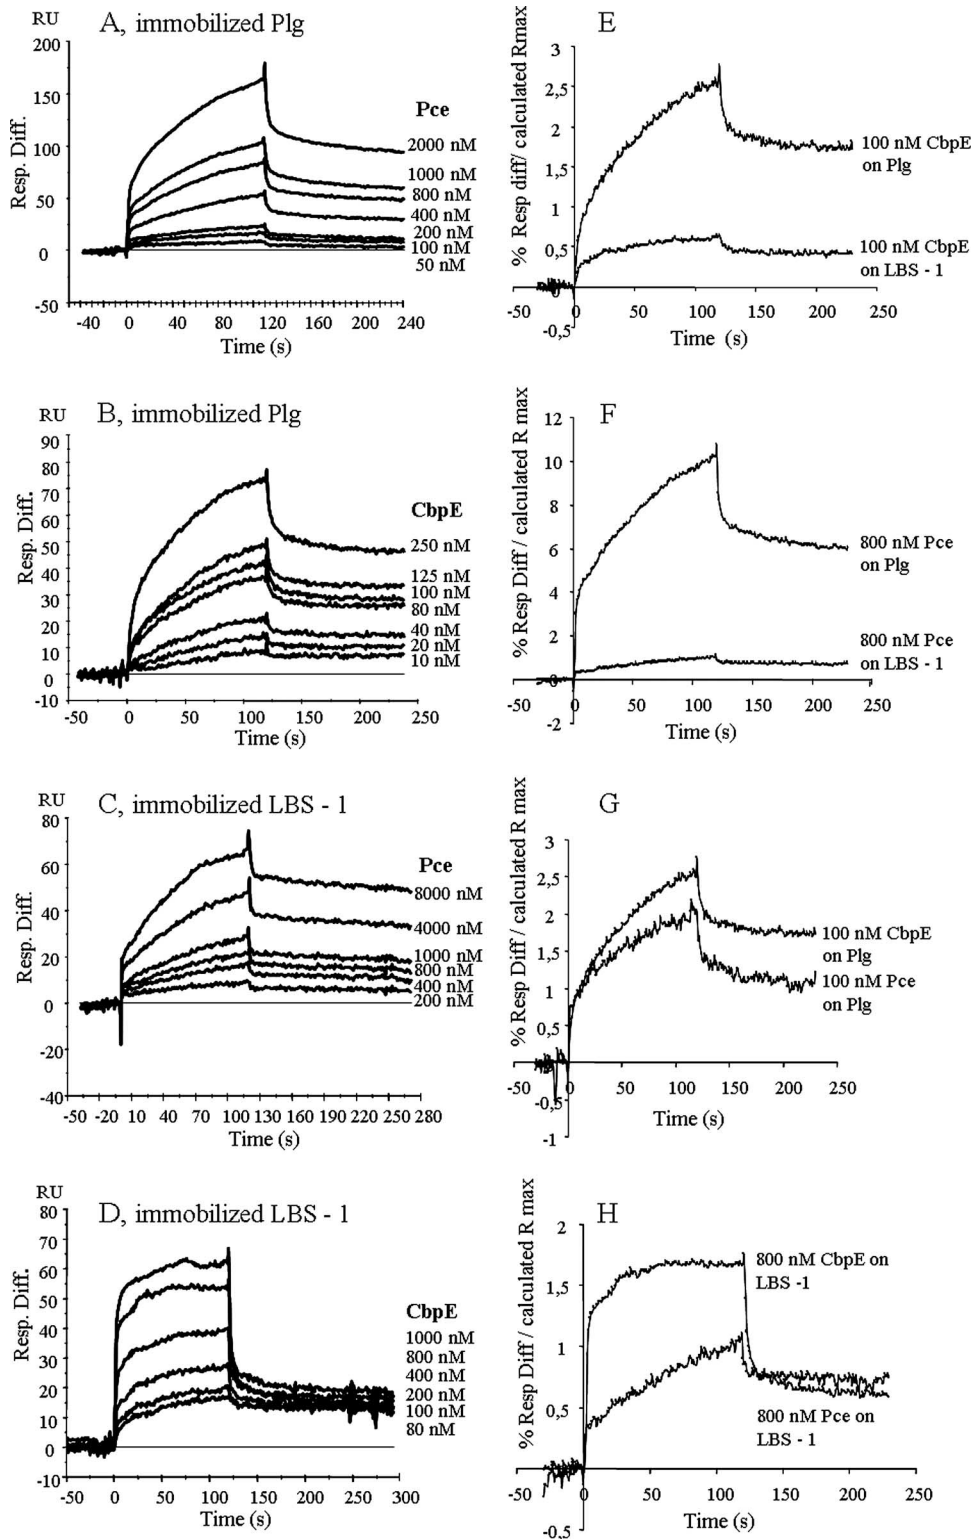 A, immobilized Plg
RU
200
150
100
50
0
-50
Resp. Diff.
Pce
2000 nM
1000 nM
800 nM
400 nM
200 nM
100 nM
50 nM
-40 0 40 80 120 160 200 240
Time (s)
E
3
2,5
2
1,5
1
0,5
0
-0,5
% Resp diff/ calculated Rmax
100 nM CbpE
on Plg
100 nM CbpE
on LBS - 1
-50 0 50 100 150 200 250
Time (s)
B, immobilized Plg
RU
90
80
70
60
50
40
30
20
10
0
-10
Resp. Diff.
CbpE
250 nM
125 nM
100 nM
80 nM
40 nM
20 nM
10 nM
-50 0 50 100 150 200 250
Time (s)
F
12
10
8
6
4
2
0
-2
% Resp Diff / calculated R max
800 nM Pce
on Plg
800 nM Pce
on LBS - 1
-50 0 50 100 150 200 250
Time (s)
C, immobilized LBS - 1
RU
80
60
40
20
0
-20
-40
Resp. Diff.
Pce
8000 nM
4000 nM
1000 nM
800 nM
400 nM
200 nM
-50 -20 10 40 70 110 130 160 190 220 250 280
Time (s)
G
3
2,5
2
1,5
1
0,5
0
-0,5
-1
% Resp Diff / calculated R max
100 nM CbpE
on Plg
100 nM Pce
on Plg
-50 0 50 100 150 200 250
Time (s)
D, immobilized LBS - 1
RU
80
70
60
50
40
30
20
10
0
-10
Resp. Diff.
CbpE
1000 nM
800 nM
400 nM
200 nM
100 nM
80 nM
-50 0 50 100 150 200 250 300
Time (s)
H
2
1,5
1
0,5
0
-0,5
% Resp Diff / calculated R max
800 nM CbpE on
LBS -1
800 nM Pce on
LBS - 1
-50 0 50 100 150 200 250
Time (s)